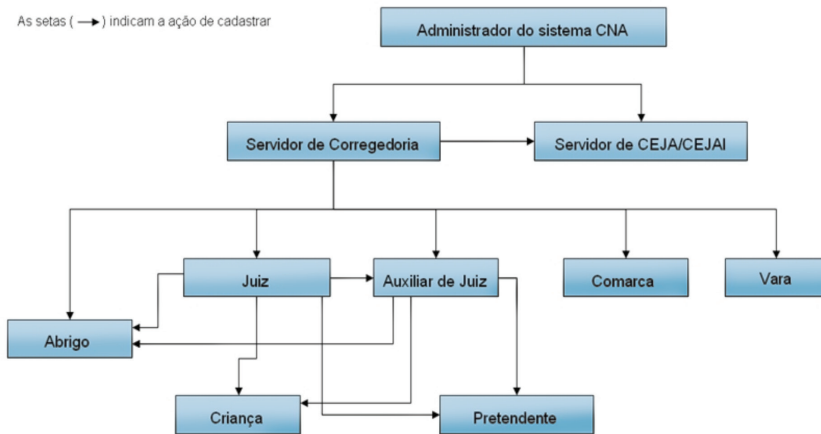 As setas ( → ) indicam a ação de cadastrar
Administrador do sistema CNA
Servidor de Corregedoria
Servidor de CEJA/CEJAI
Juiz
Auxiliar de Juiz
Comarca
Vara
Abrigo
Criança
Pretendente